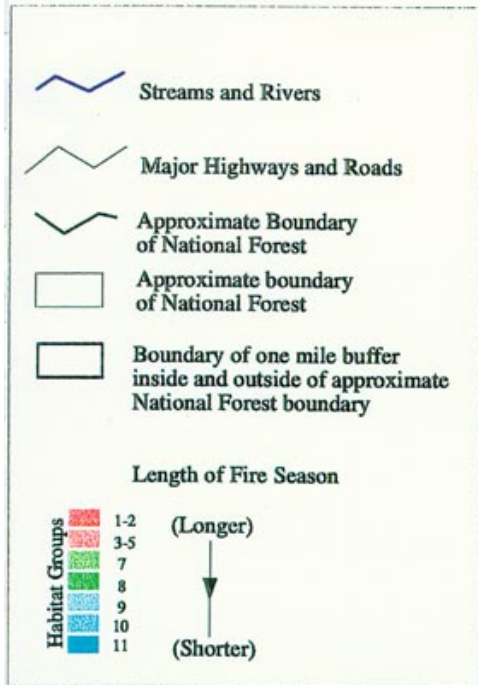 Streams and Rivers
Major Highways and Roads
Approximate Boundary
of National Forest
Approximate boundary
of National Forest
Boundary of one mile buffer
inside and outside of approximate
National Forest boundary
Length of Fire Season
Habitat Groups
1-2
(Longer)
3-5
7
8
9
10
11
(Shorter)